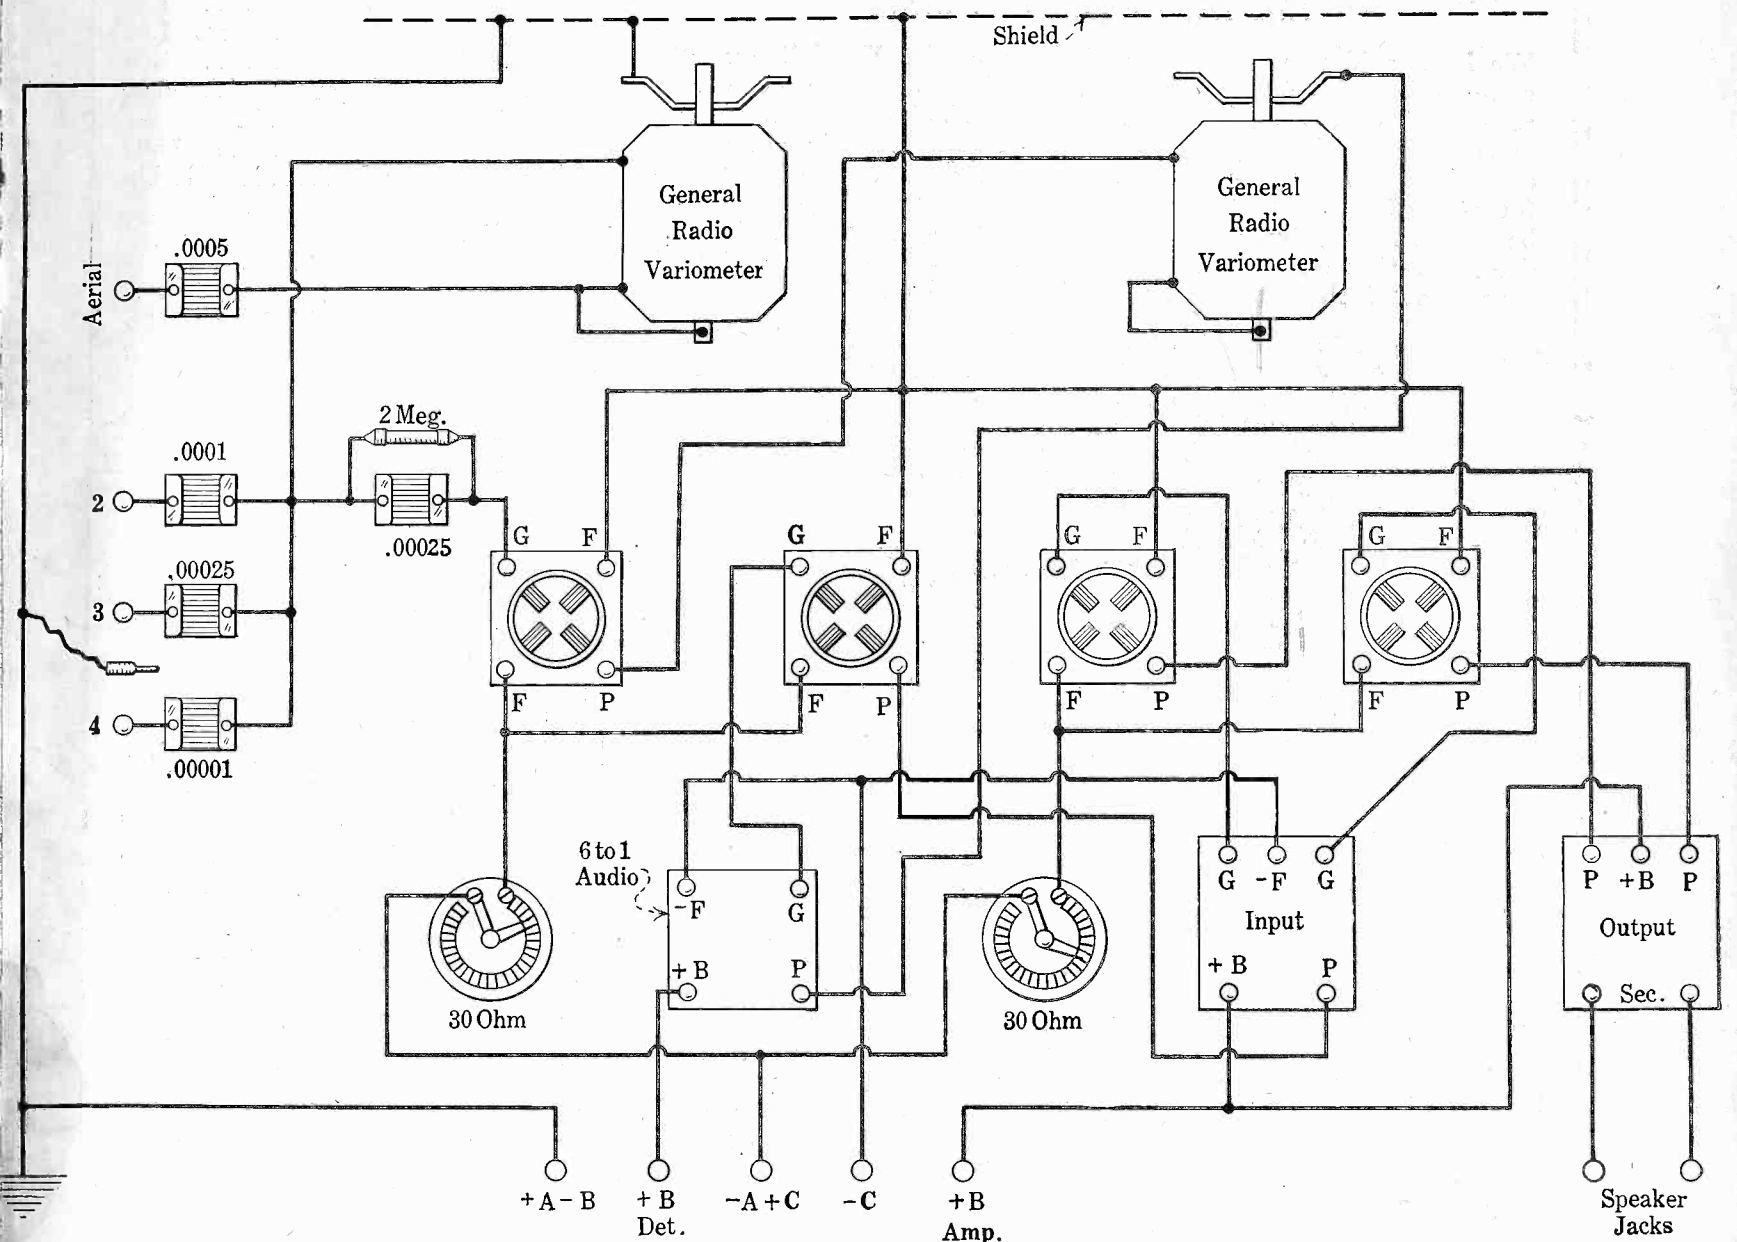 Shield
General
Radio
Variometer
General
Radio
Variometer
.0005
Aerial
2 Meg.
.0001
2
.00025
G F
G F
G F
G F
.00025
3
F P
F P
F P
F P
4
.00001
6 to 1
Audio
-F G
+ B P
30 Ohm
30 Ohm
G -F G
Input
+ B P
P +B P
Output
Sec.
+A-B
+ B
Det.
-A+C
-C
+B
Amp.
Speaker
Jacks